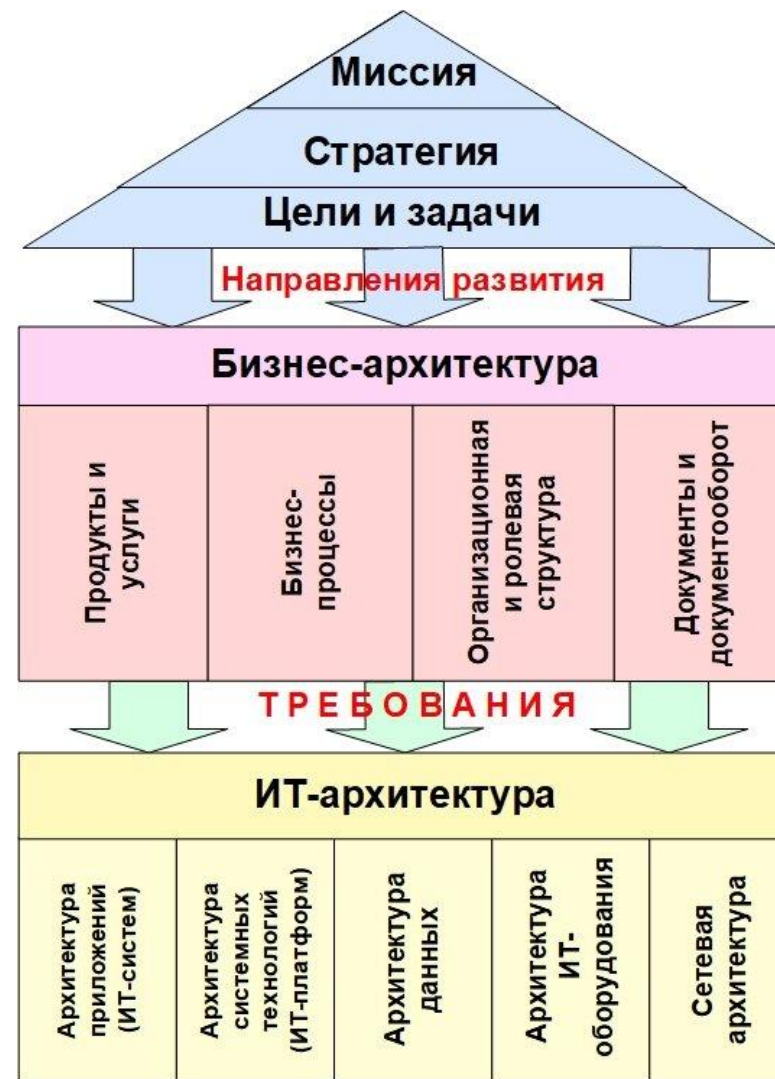 Миссия
Стратегия
Цели и задачи
Направления развития
Бизнес-архитектура
Продукты и
услуги
Бизнес-
процессы
Организационная
и ролевая
структура
Документы и
документооборот
ТРЕБОВАНИЯ
ИТ-архитектура
Архитектура
приложений
(ИТ-систем)
Архитектура
системных
технологий
(ИТ-платформ)
Архитектура
данных
Архитектура
ИТ-
оборудования
Сетевая
архитектура